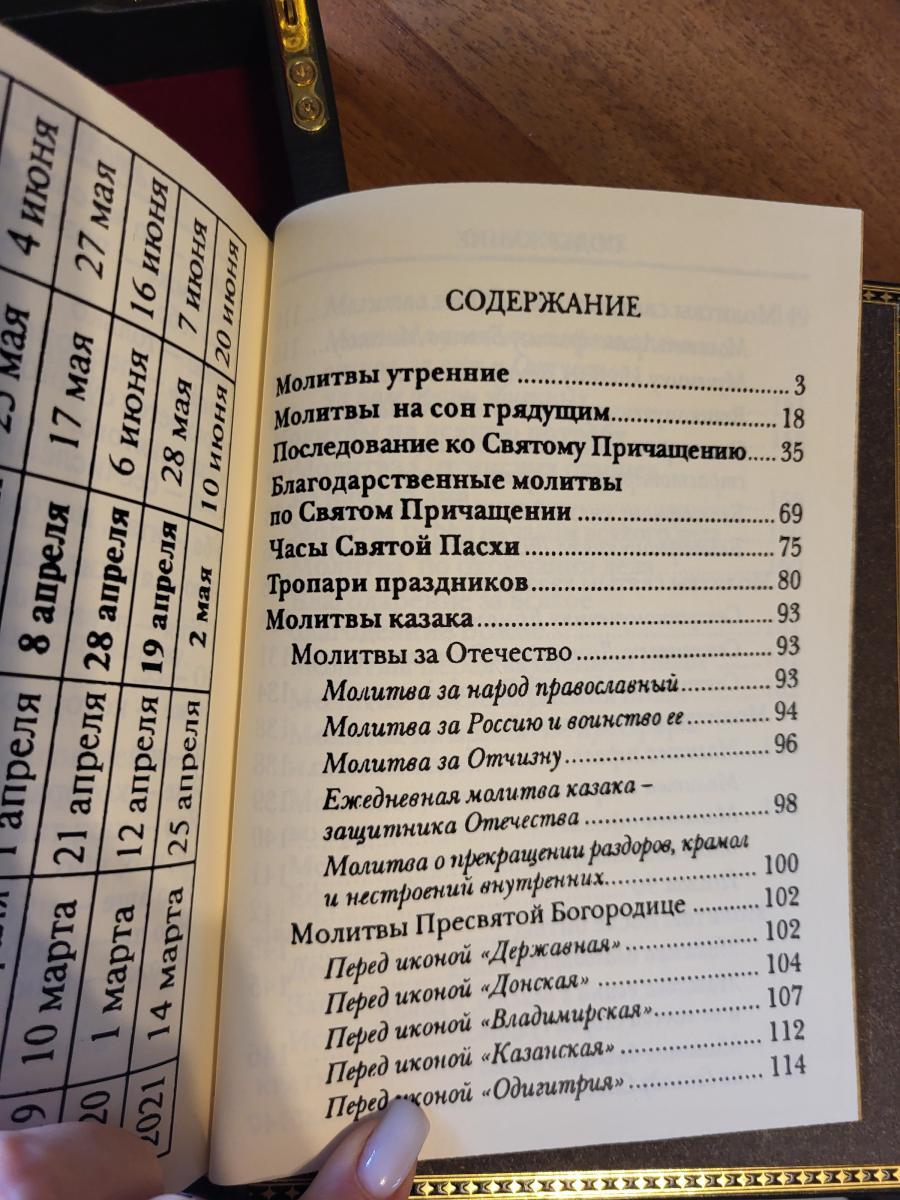 4 июня
27 мая
16 июня
7 июня
20 июня
мая
17 мая
6 июня
28 мая
10 июня
8 апреля
28 апреля
19 апреля
2 мая
апреля
21 апреля
12 апреля
25 апреля
10 марта
1 марта
14 марта
9
20
2021
СОДЕРЖАНИЕ
Молитвы утренние ........................................ 3
Молитвы на сон грядущим........................ 18
Последование ко Святому Причащению..... 35
Благодарственные молитвы
по Святом Причащении ............................. 69
Часы Святой Пасхи ..................................... 75
Тропари праздников.................................... 80
Молитвы казака............................................ 93
Молитвы за Отечество............................. 93
Молитва за народ православный............. 93
Молитва за Россию и воинство ее ............ 94
Молитва за Отчизну.............................. 96
Ежедневная молитва казака –
защитника Отечества ........................... 98
Молитва о прекращении раздоров, крамол
и нестроений внутренних...................... 100
Молитвы Пресвятой Богородице .......... 102
Перед иконой «Державная» .................... 102
Перед иконой «Донская» ........................ 104
Перед иконой «Владимирская»................ 107
Перед иконой «Казанская» ..................... 112
Перед иконой «Одигитрия» .................... 114